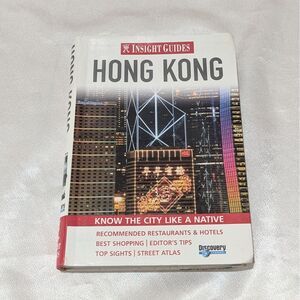 INSIGHT GUIDES
HONG KONG
HONG KONG
KNOW THE CITY LIKE A NATIVE
RECOMMENDED RESTAURANTS & HOTELS
BEST SHOPPING | EDITOR'S TIPS
TOP SIGHTS | STREET ATLAS
Discovery
CHANNEL